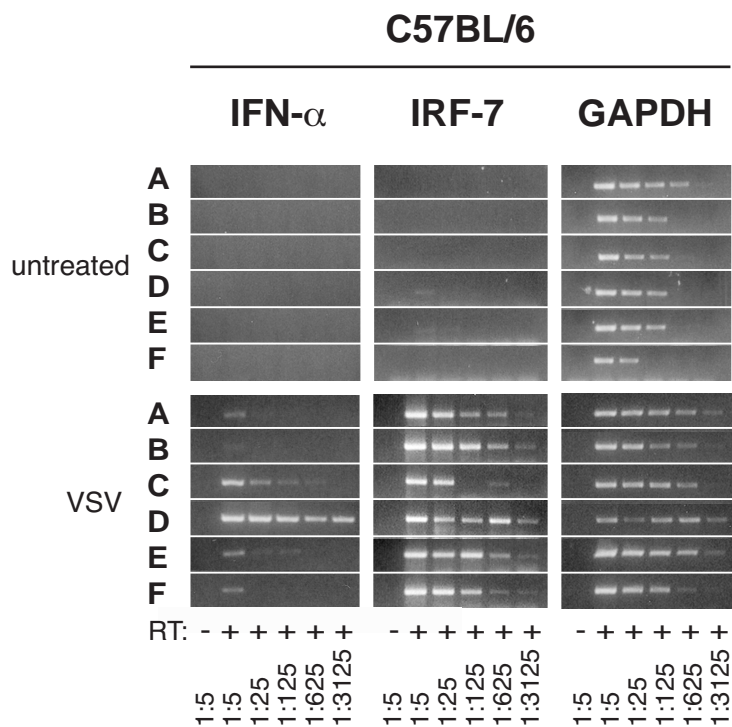 C57BL/6
IFN-α IRF-7 GAPDH
untreated
A
B
C
D
E
F
VSV
A
B
C
D
E
F
RT: - + + + + + - + + + + + - + + + + +
1:5 1:5 1:25 1:125 1:625 1:3125 1:5 1:5 1:25 1:125 1:625 1:3125 1:5 1:5 1:25 1:125 1:625 1:3125